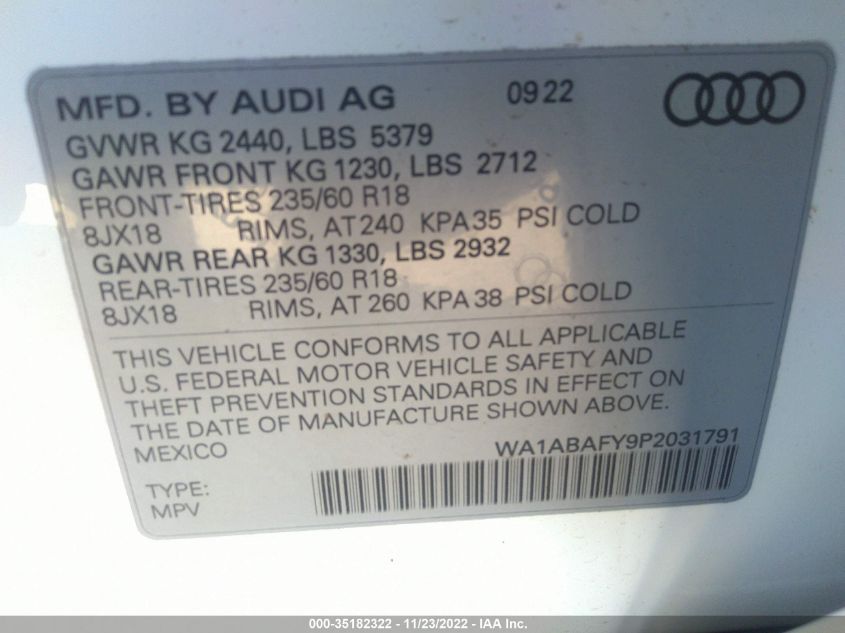 MFD. BY AUDI AG 09 22
GVWR KG 2440, LBS 5379
GAWR FRONT KG 1230, LBS 2712
FRONT-TIRES 235/60 R18
8JX18 RIMS, AT 240 KPA 35 PSI COLD
GAWR REAR KG 1330, LBS 2932
REAR-TIRES 235/60 R18
8JX18 RIMS, AT 260 KPA 38 PSI COLD
THIS VEHICLE CONFORMS TO ALL APPLICABLE
U.S. FEDERAL MOTOR VEHICLE SAFETY AND
THEFT PREVENTION STANDARDS IN EFFECT ON
THE DATE OF MANUFACTURE SHOWN ABOVE.
MEXICO WA1ABAFY9P2031791
TYPE:
MPV
000-35182322 - 11/23/2022 - IAA Inc.